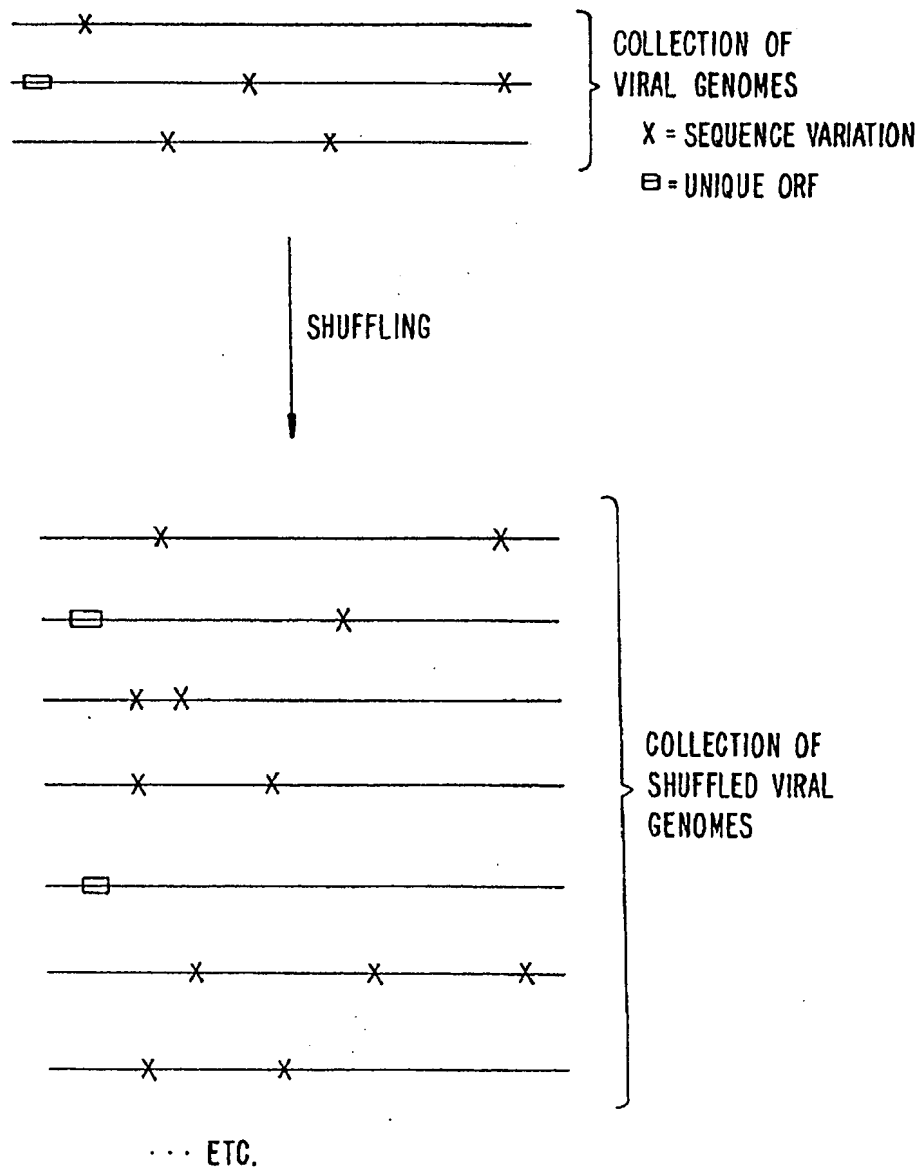 COLLECTION OF
VIRAL GENOMES
X = SEQUENCE VARIATION
= UNIQUE ORF
SHUFFLING
COLLECTION OF
SHUFFLED VIRAL
GENOMES
... ETC.